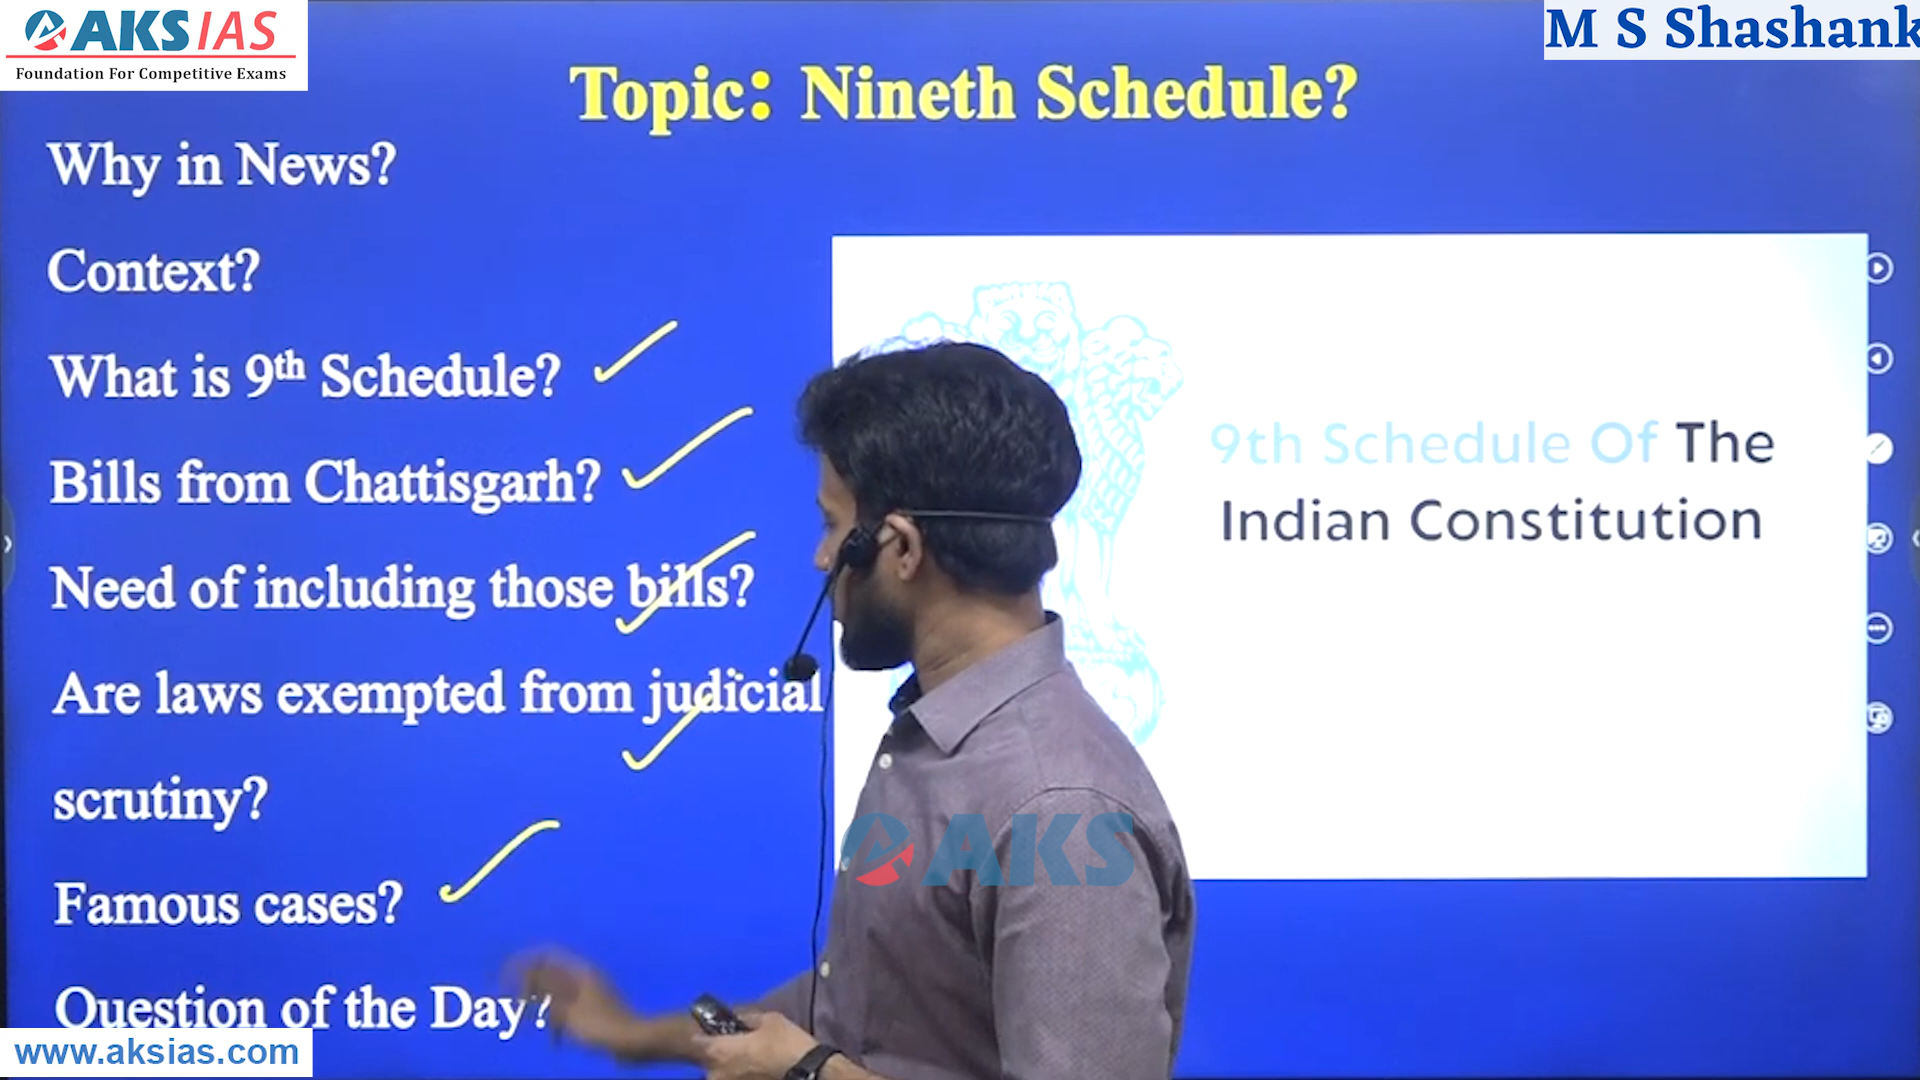 AKS IAS
Foundation For Competitive Exams
M S Shashank
Topic: Nineth Schedule?
Why in News?
Context?
What is 9th Schedule?
Bills from Chattisgarh?
Need of including those bills?
Are laws exempted from judicial
scrutiny?
Famous cases?
Question of the Day?
9th Schedule Of The
Indian Constitution
AKS
www.aksias.com